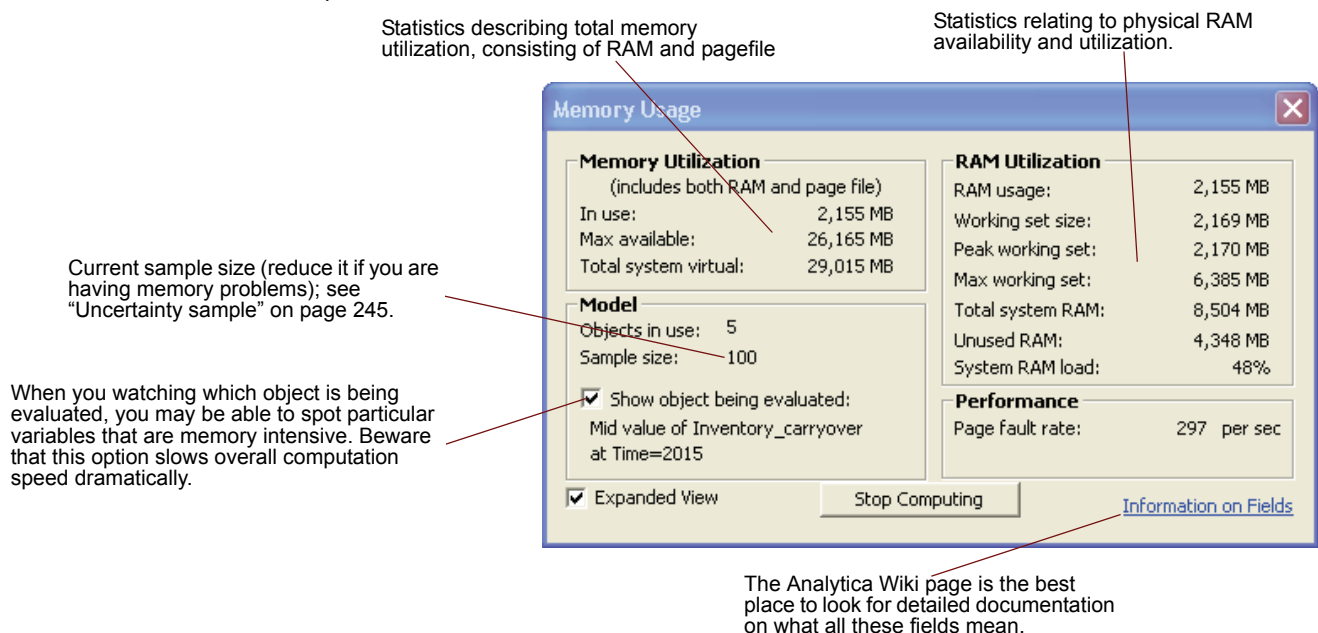 Statistics describing total memory
utilization, consisting of RAM and pagefile
Statistics relating to physical RAM
availability and utilization.
Memory Usage
Memory Utilization
(includes both RAM and page file)
In use: 2,155 MB
Max available: 26,165 MB
Total system virtual: 29,015 MB
RAM Utilization
RAM usage: 2,155 MB
Working set size: 2,169 MB
Peak working set: 2,170 MB
Max working set: 6,385 MB
Total system RAM: 8,504 MB
Unused RAM: 4,348 MB
System RAM load: 48%
Current sample size (reduce it if you are
having memory problems); see
“Uncertainty sample” on page 245.
Model
Objects in use: 5
Sample size: 100
Show object being evaluated:
Mid value of Inventory_carryover
at Time=2015
Performance
Page fault rate: 297 per sec
When you watching which object is being
evaluated, you may be able to spot particular
variables that are memory intensive. Beware
that this option slows overall computation
speed dramatically.
Expanded View
Stop Computing
Information on Fields
The Analytica Wiki page is the best
place to look for detailed documentation
on what all these fields mean.